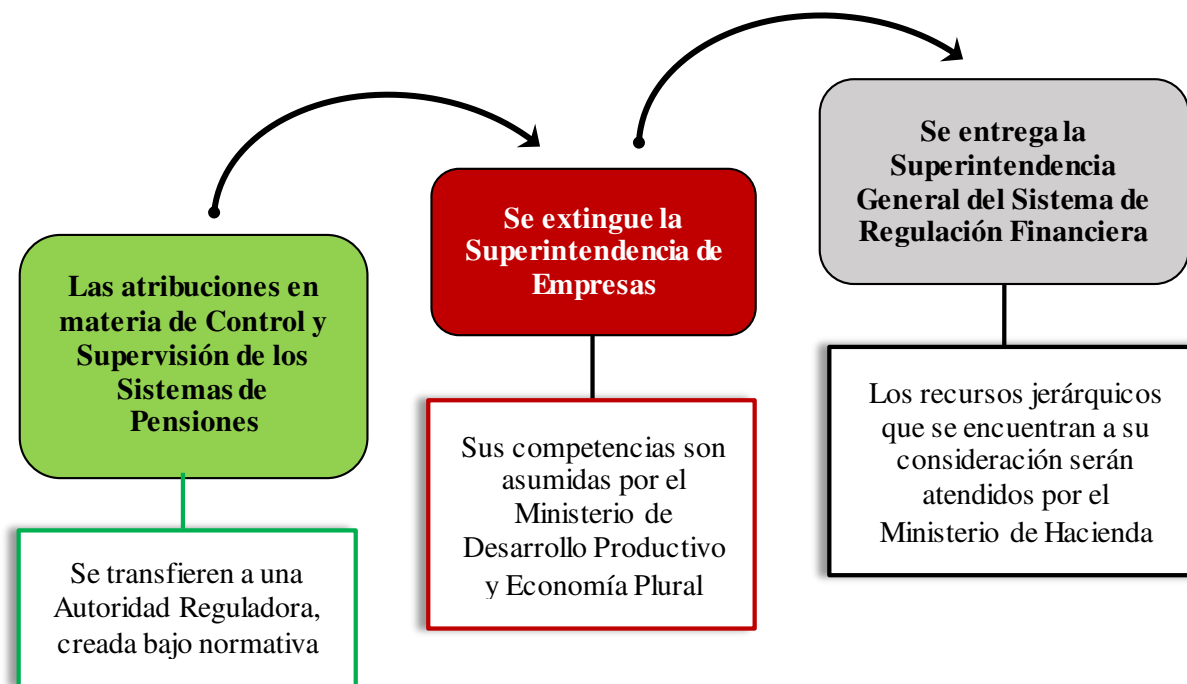 Las atribuciones en
materia de Control y
Supervisión de los
Sistemas de
Pensiones
Se transfieren a una
Autoridad Reguladora,
creada bajo normativa
Se extingue la
Superintendencia de
Empresas
Sus competencias son
asumidas por el
Ministerio de
Desarrollo Productivo
y Economía Plural
Se entrega la
Superintendencia
General del Sistema de
Regulación Financiera
Los recursos jerárquicos
que se encuentran a su
consideración serán
atendidos por el
Ministerio de Hacienda